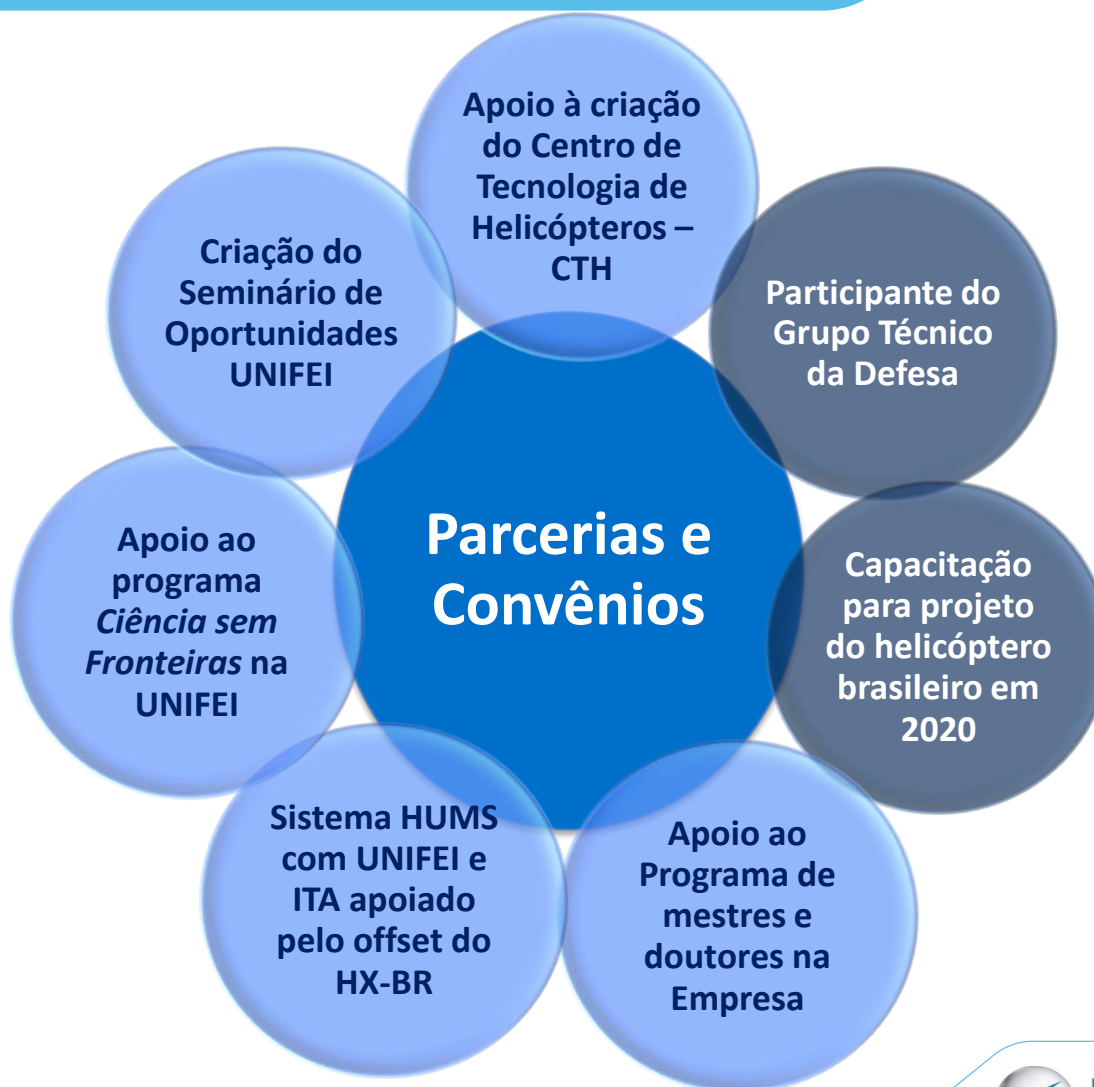 Apoio à criação
do Centro de
Tecnologia de
Helicópteros –
CTH
Participante do
Grupo Técnico
da Defesa
Capacitação
para projeto
do helicóptero
brasileiro em
2020
Apoio ao
Programa de
mestres e
doutores na
Empresa
Sistema HUMS
com UNIFEI e
ITA apoiado
pelo offset do
HX-BR
Apoio ao
programa
Ciência sem
Fronteiras na
UNIFEI
Criação do
Seminário de
Oportunidades
UNIFEI
Parcerias e
Convênios